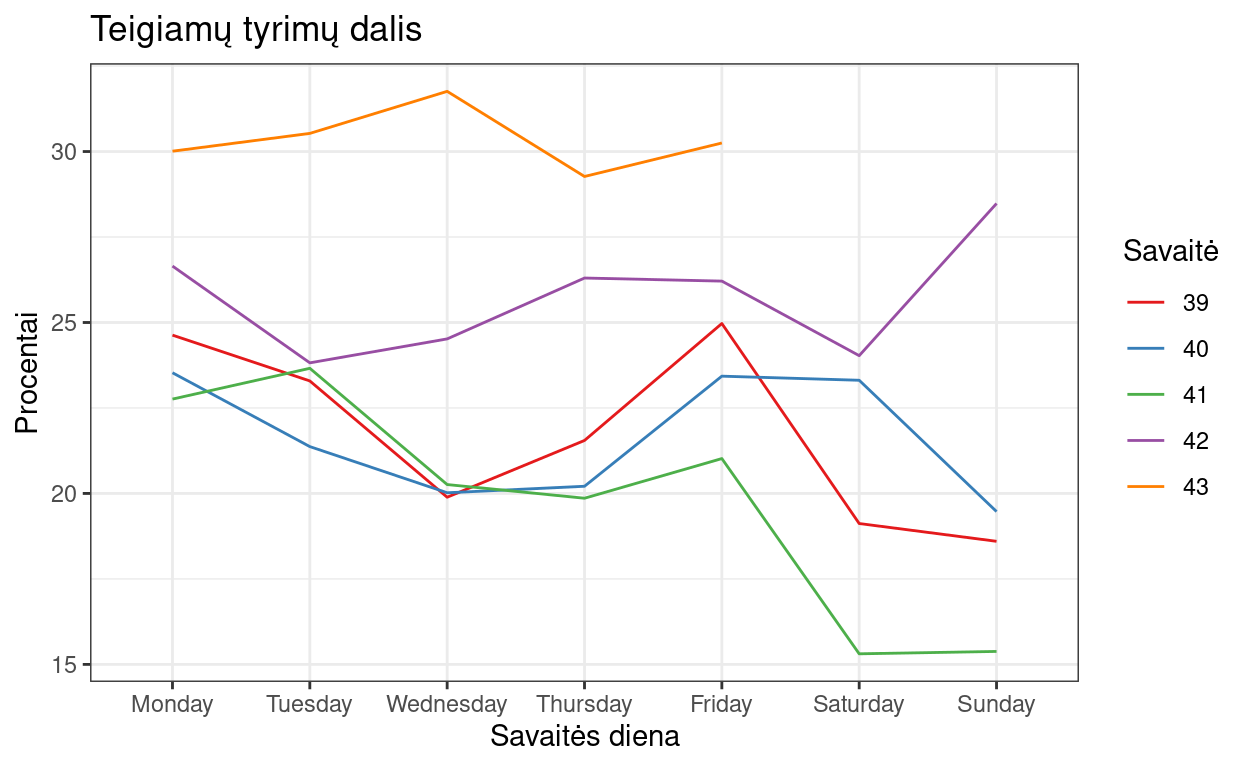 Teigiamų tyrimų dalis
Procentai
30
25
20
15
Monday Tuesday Wednesday Thursday Friday Saturday Sunday
Savaitės diena
Savaitė
39
40
41
42
43